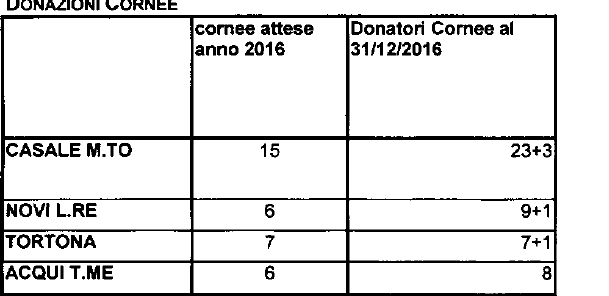 DONAZIONI CORNEE
cornee attese anno 2016 Donatori Cornee al 31/12/2016
CASALE M.TO 15 23+3
NOVI L.RE 6 9+1
TORTONA 7 7+1
ACQUI T.ME 6 8